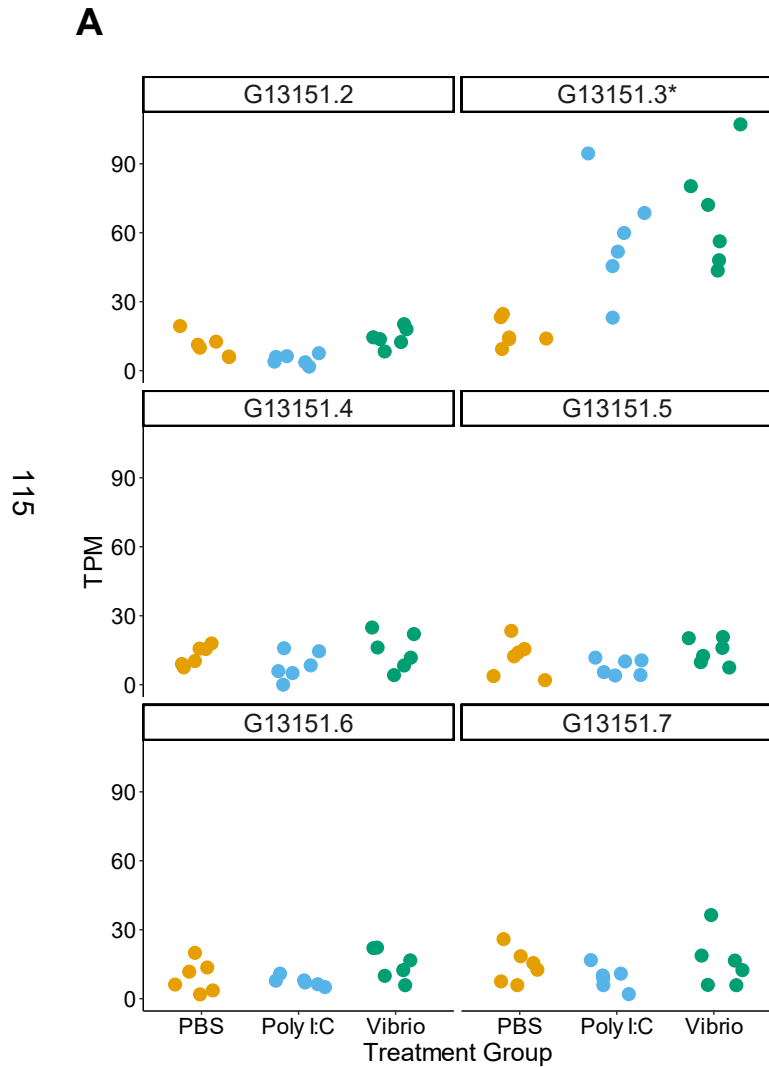 A
G13151.2 G13151.3*
90
60
30
0
G13151.4 G13151.5
90
60
30
0
115
TPM
G13151.6 G13151.7
90
60
30
0
PBS Poly I:C Vibrio PBS Poly I:C Vibrio
Treatment Group